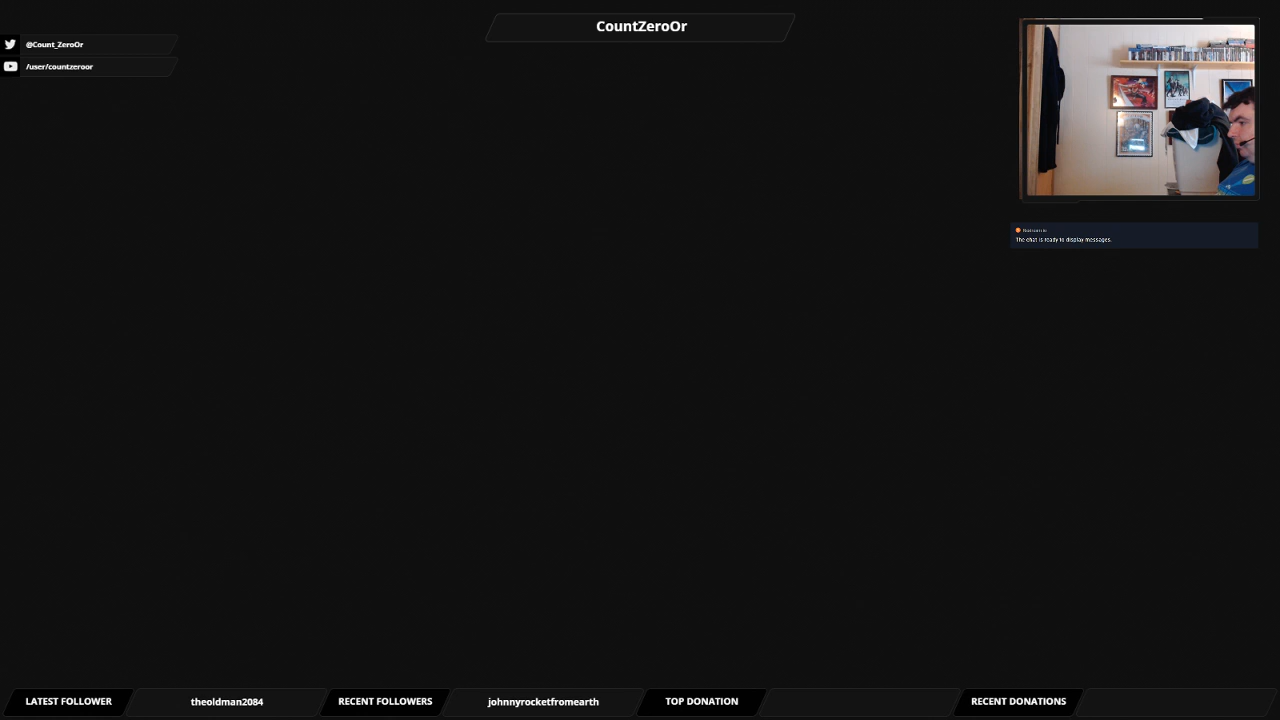 CountZeroOr
@Count_ZeroOr
/user/countzeroor
The chat is ready to display messages.
LATEST FOLLOWER
theoldman2084
RECENT FOLLOWERS
johnnyrocketfromearth
TOP DONATION
RECENT DONATIONS